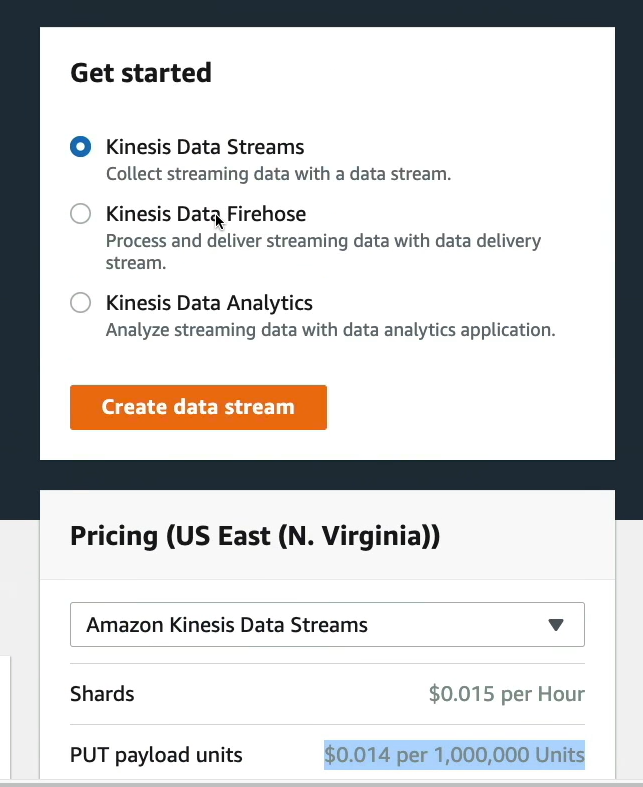 Get started
Kinesis Data Streams
Collect streaming data with a data stream.
Kinesis Data Firehose
Process and deliver streaming data with data delivery
stream.
Kinesis Data Analytics
Analyze streaming data with data analytics application.
Create data stream
Pricing (US East (N. Virginia))
Amazon Kinesis Data Streams
Shards $0.015 per Hour
PUT payload units $0.014 per 1,000,000 Units